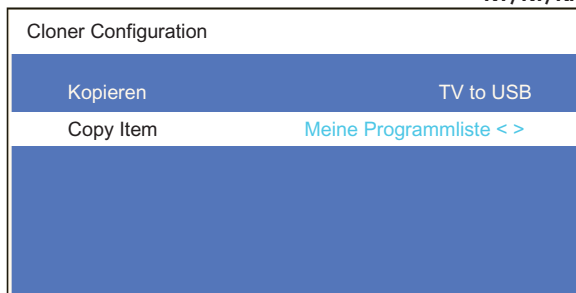 Cloner Configuration
Kopieren TV to USB
Copy Item Meine Programmliste < >